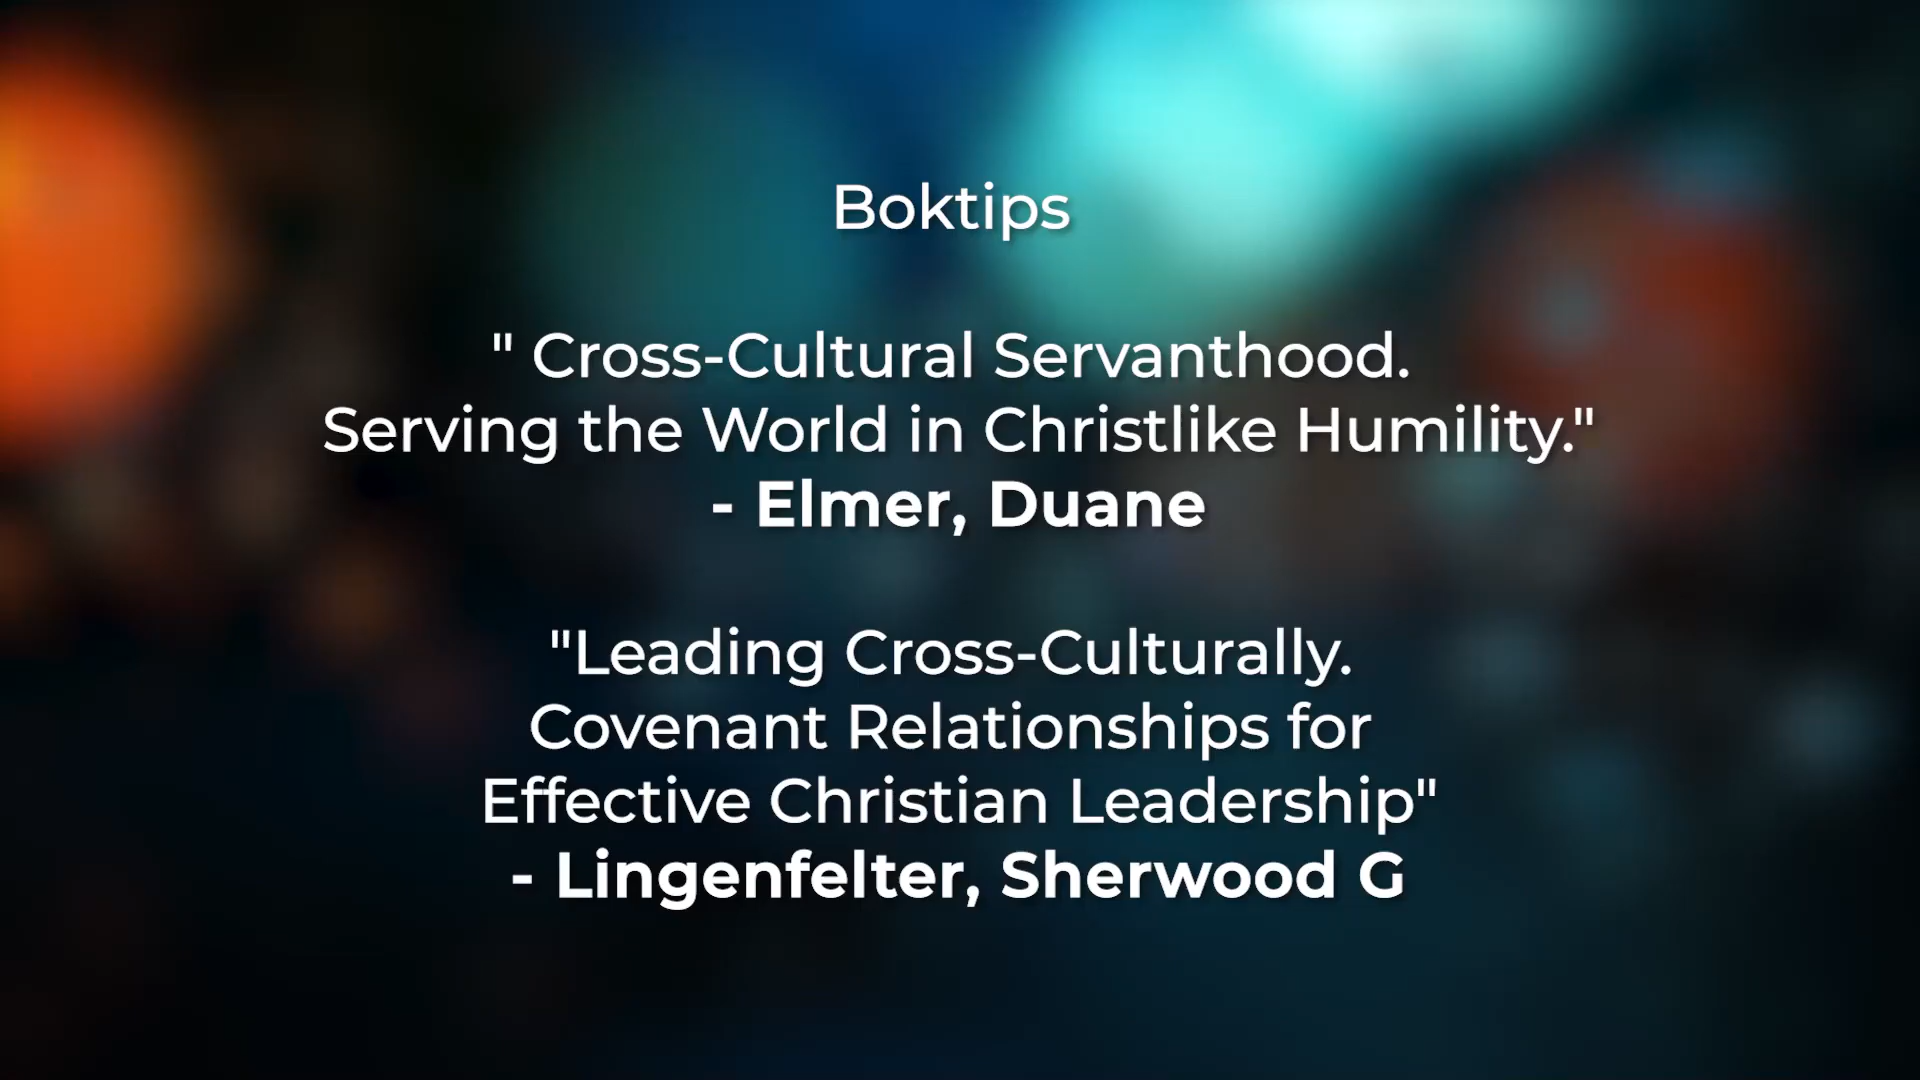 Boktips
" Cross-Cultural Servanthood.
Serving the World in Christlike Humility."
- Elmer, Duane
"Leading Cross-Culturally.
Covenant Relationships for
Effective Christian Leadership"
- Lingenfelter, Sherwood G